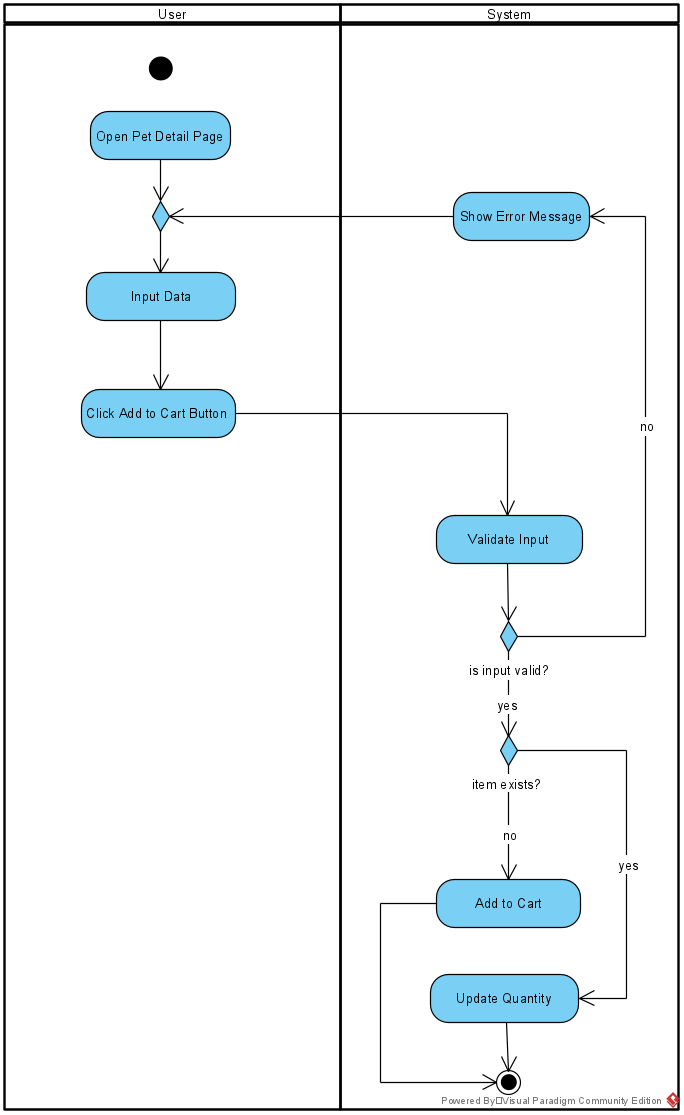 User
System
Open Pet Detail Page
Show Error Message
Input Data
Click Add to Cart Button
no
Validate Input
is input valid?
yes
item exists?
no
yes
Add to Cart
Update Quantity
Powered By□Visual Paradigm Community Edition